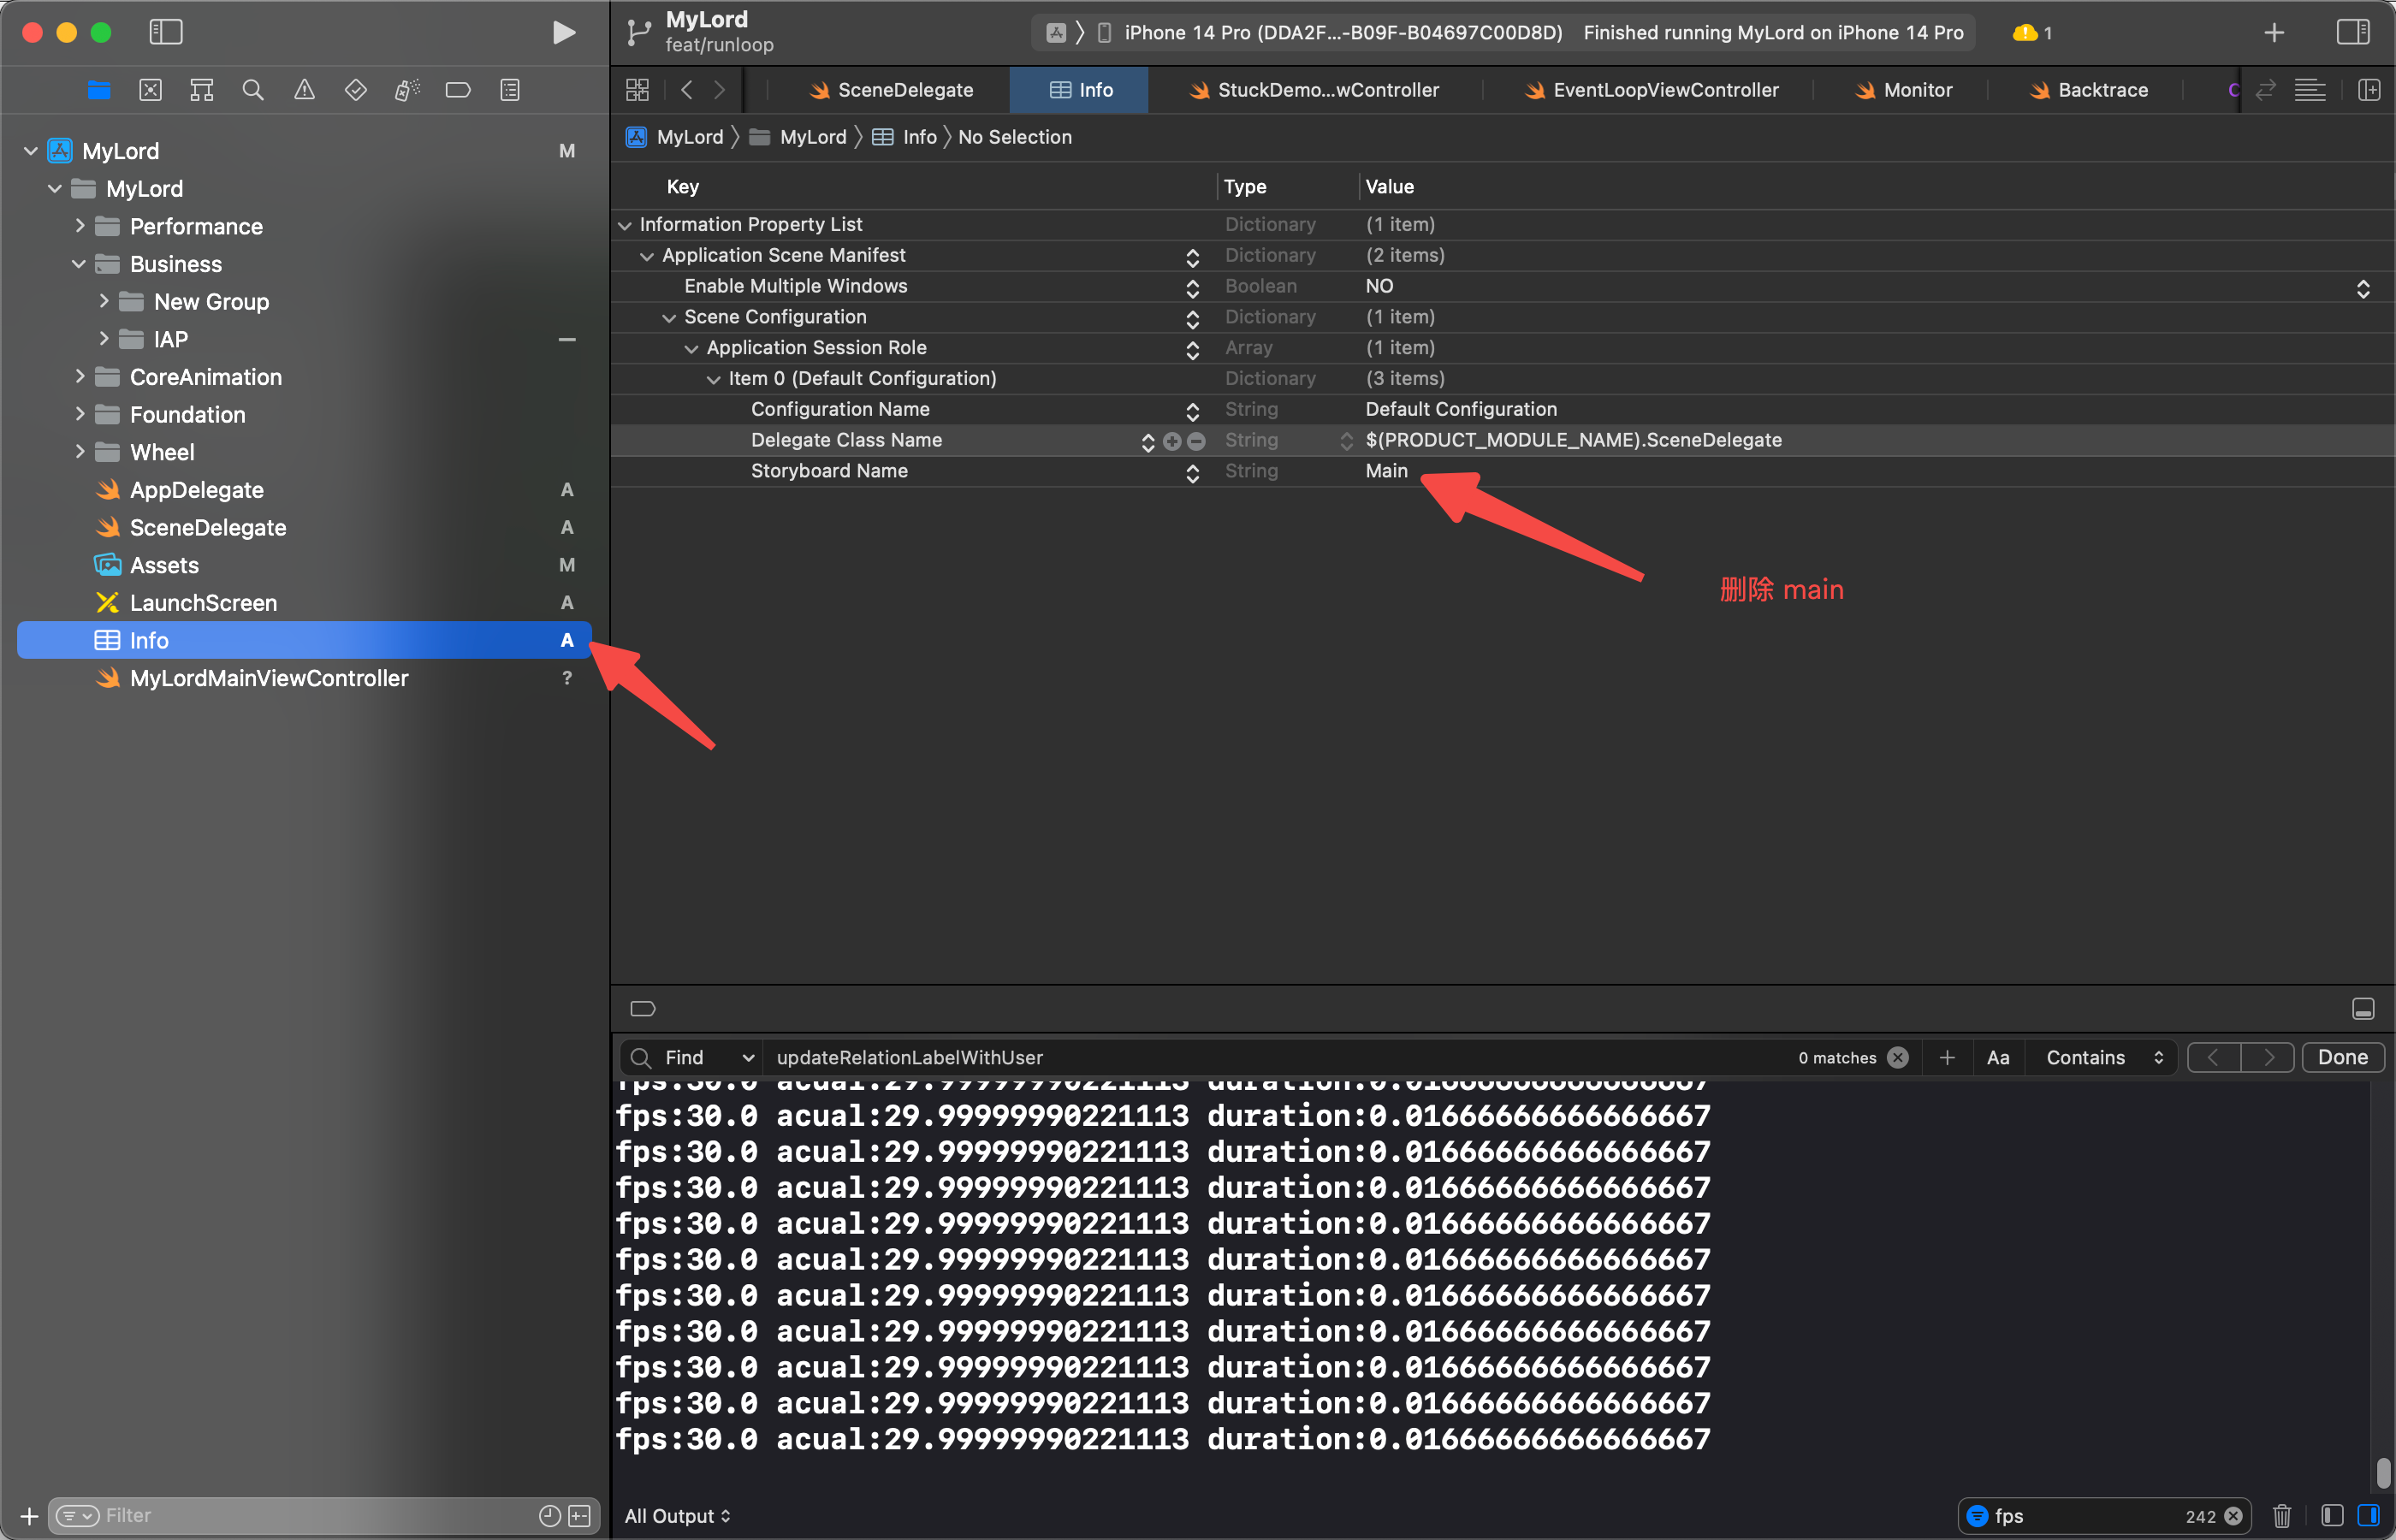 MyLord
feat/runloop
iPhone 14 Pro (DDA2F...-B09F-B04697C00D8D)
Finished running MyLord on iPhone 14 Pro
1
SceneDelegate
Info
StuckDemo...wController
EventLoopViewController
Monitor
Backtrace
C
MyLord
M
MyLord
Performance
Business
New Group
IAP
CoreAnimation
Foundation
Wheel
AppDelegate A
SceneDelegate A
Assets M
LaunchScreen A
Info A
MyLordMainViewController ?
Filter
MyLord 〉 MyLord 〉 Info 〉 No Selection
Key Type Value
Information Property List Dictionary (1 item)
Application Scene Manifest Dictionary (2 items)
Enable Multiple Windows Boolean NO
Scene Configuration Dictionary (1 item)
Application Session Role Array (1 item)
Item 0 (Default Configuration) Dictionary (3 items)
Configuration Name String Default Configuration
Delegate Class Name String $(PRODUCT_MODULE_NAME).SceneDelegate
Storyboard Name String Main
删除 main
Find updateRelationLabelWithUser 0 matches Aa Contains Done
fps:30.0 acual:29.99999990221113 duration:0.01666666666666667
fps:30.0 acual:29.99999990221113 duration:0.01666666666666667
fps:30.0 acual:29.99999990221113 duration:0.01666666666666667
fps:30.0 acual:29.99999990221113 duration:0.01666666666666667
fps:30.0 acual:29.99999990221113 duration:0.01666666666666667
fps:30.0 acual:29.99999990221113 duration:0.01666666666666667
fps:30.0 acual:29.99999990221113 duration:0.01666666666666667
fps:30.0 acual:29.99999990221113 duration:0.01666666666666667
fps:30.0 acual:29.99999990221113 duration:0.01666666666666667
fps:30.0 acual:29.99999990221113 duration:0.01666666666666667
fps:30.0 acual:29.99999990221113 duration:0.01666666666666667
All Output
fps 242